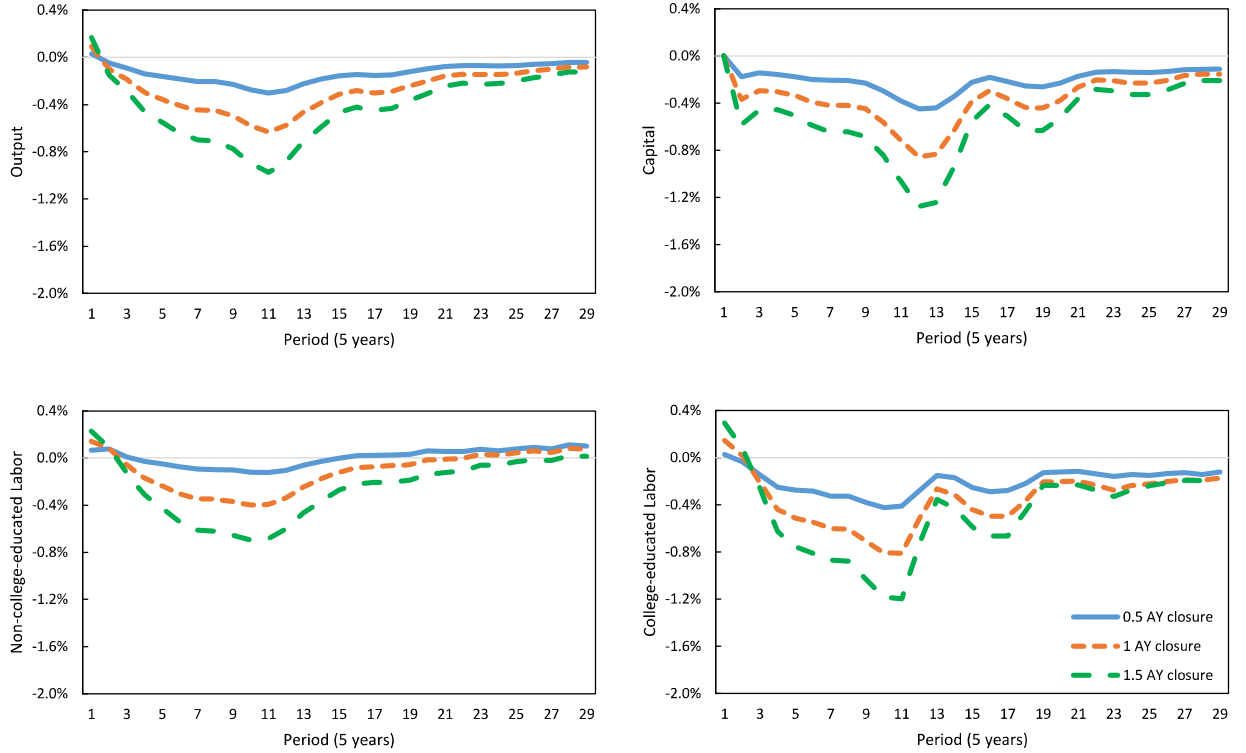 0.4%
0.0%
-0.4%
-0.8%
-1.2%
-1.6%
-2.0%
Output
1 3 5 7 9 11 13 15 17 19 21 23 25 27 29
Period (5 years)
0.4%
0.0%
-0.4%
-0.8%
-1.2%
-1.6%
-2.0%
Capital
1 3 5 7 9 11 13 15 17 19 21 23 25 27 29
Period (5 years)
0.4%
0.0%
-0.4%
-0.8%
-1.2%
-1.6%
-2.0%
Non-college-educated Labor
1 3 5 7 9 11 13 15 17 19 21 23 25 27 29
Period (5 years)
0.4%
0.0%
-0.4%
-0.8%
-1.2%
-1.6%
-2.0%
College-educated Labor
0.5 AY closure
1 AY closure
1.5 AY closure
1 3 5 7 9 11 13 15 17 19 21 23 25 27 29
Period (5 years)